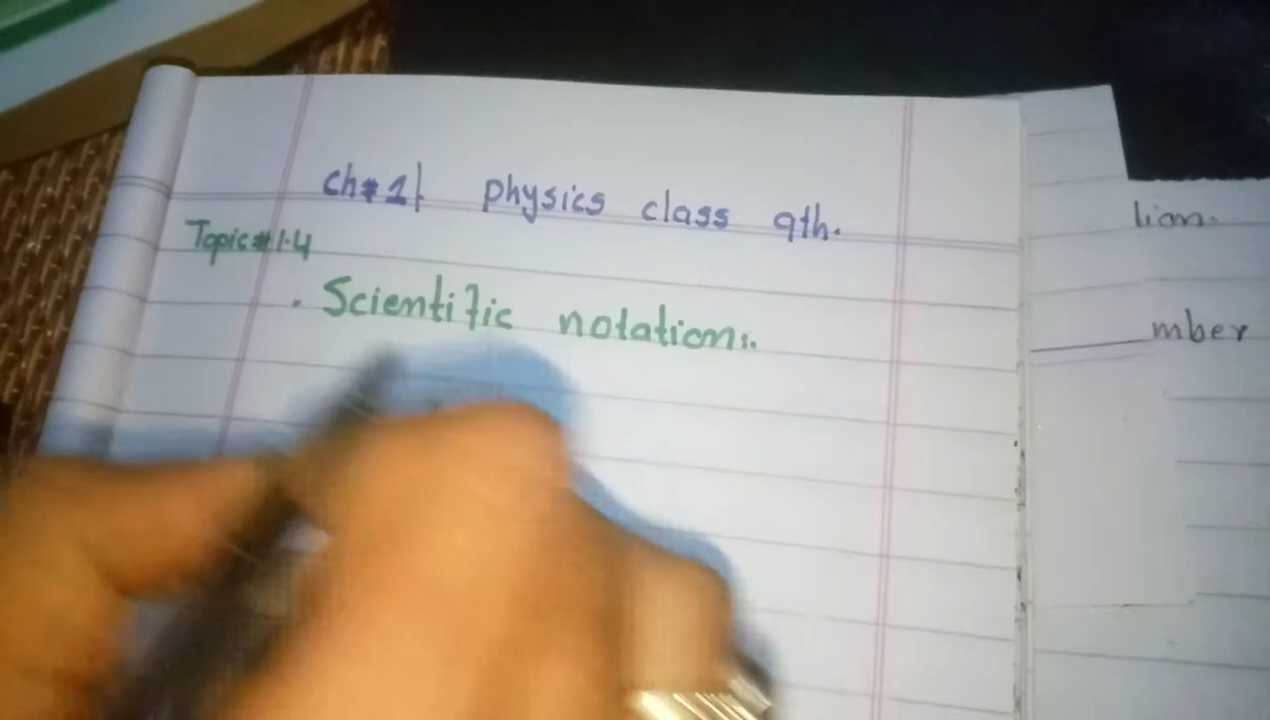 Ch#1| physics class 9th.
Topic#1.4
. Scientific notation:.
lion.
mber